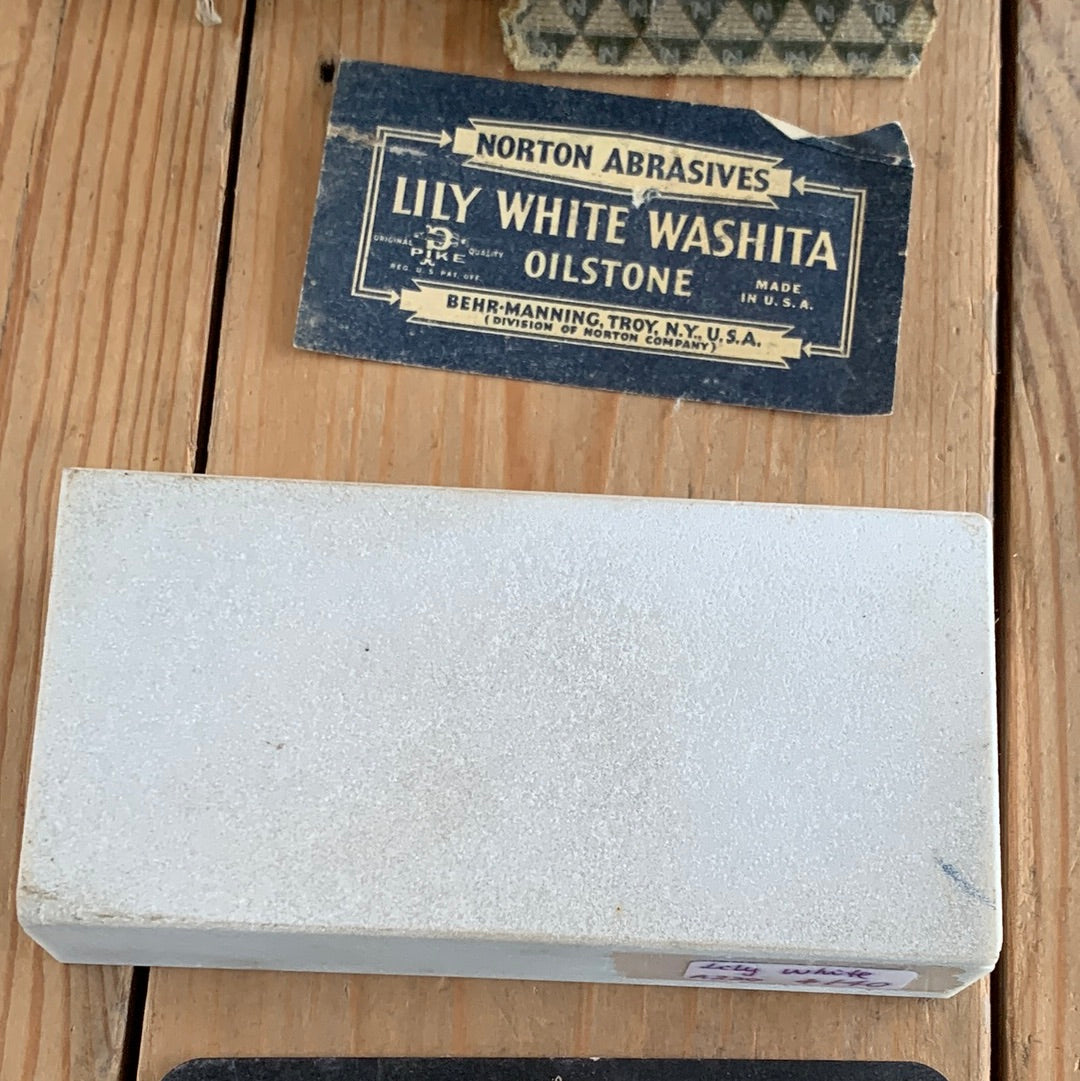 N N N N
N N N N N N
NORTON ABRASIVES
LILY WHITE WASHITA
OILSTONE
ORIGINAL PIKE QUALITY
REG. U. S. PAT. OFF.
MADE
IN U. S. A.
BEHR-MANNING, TROY, N.Y., U.S.A.
(DIVISION OF NORTON COMPANY)
Lily White